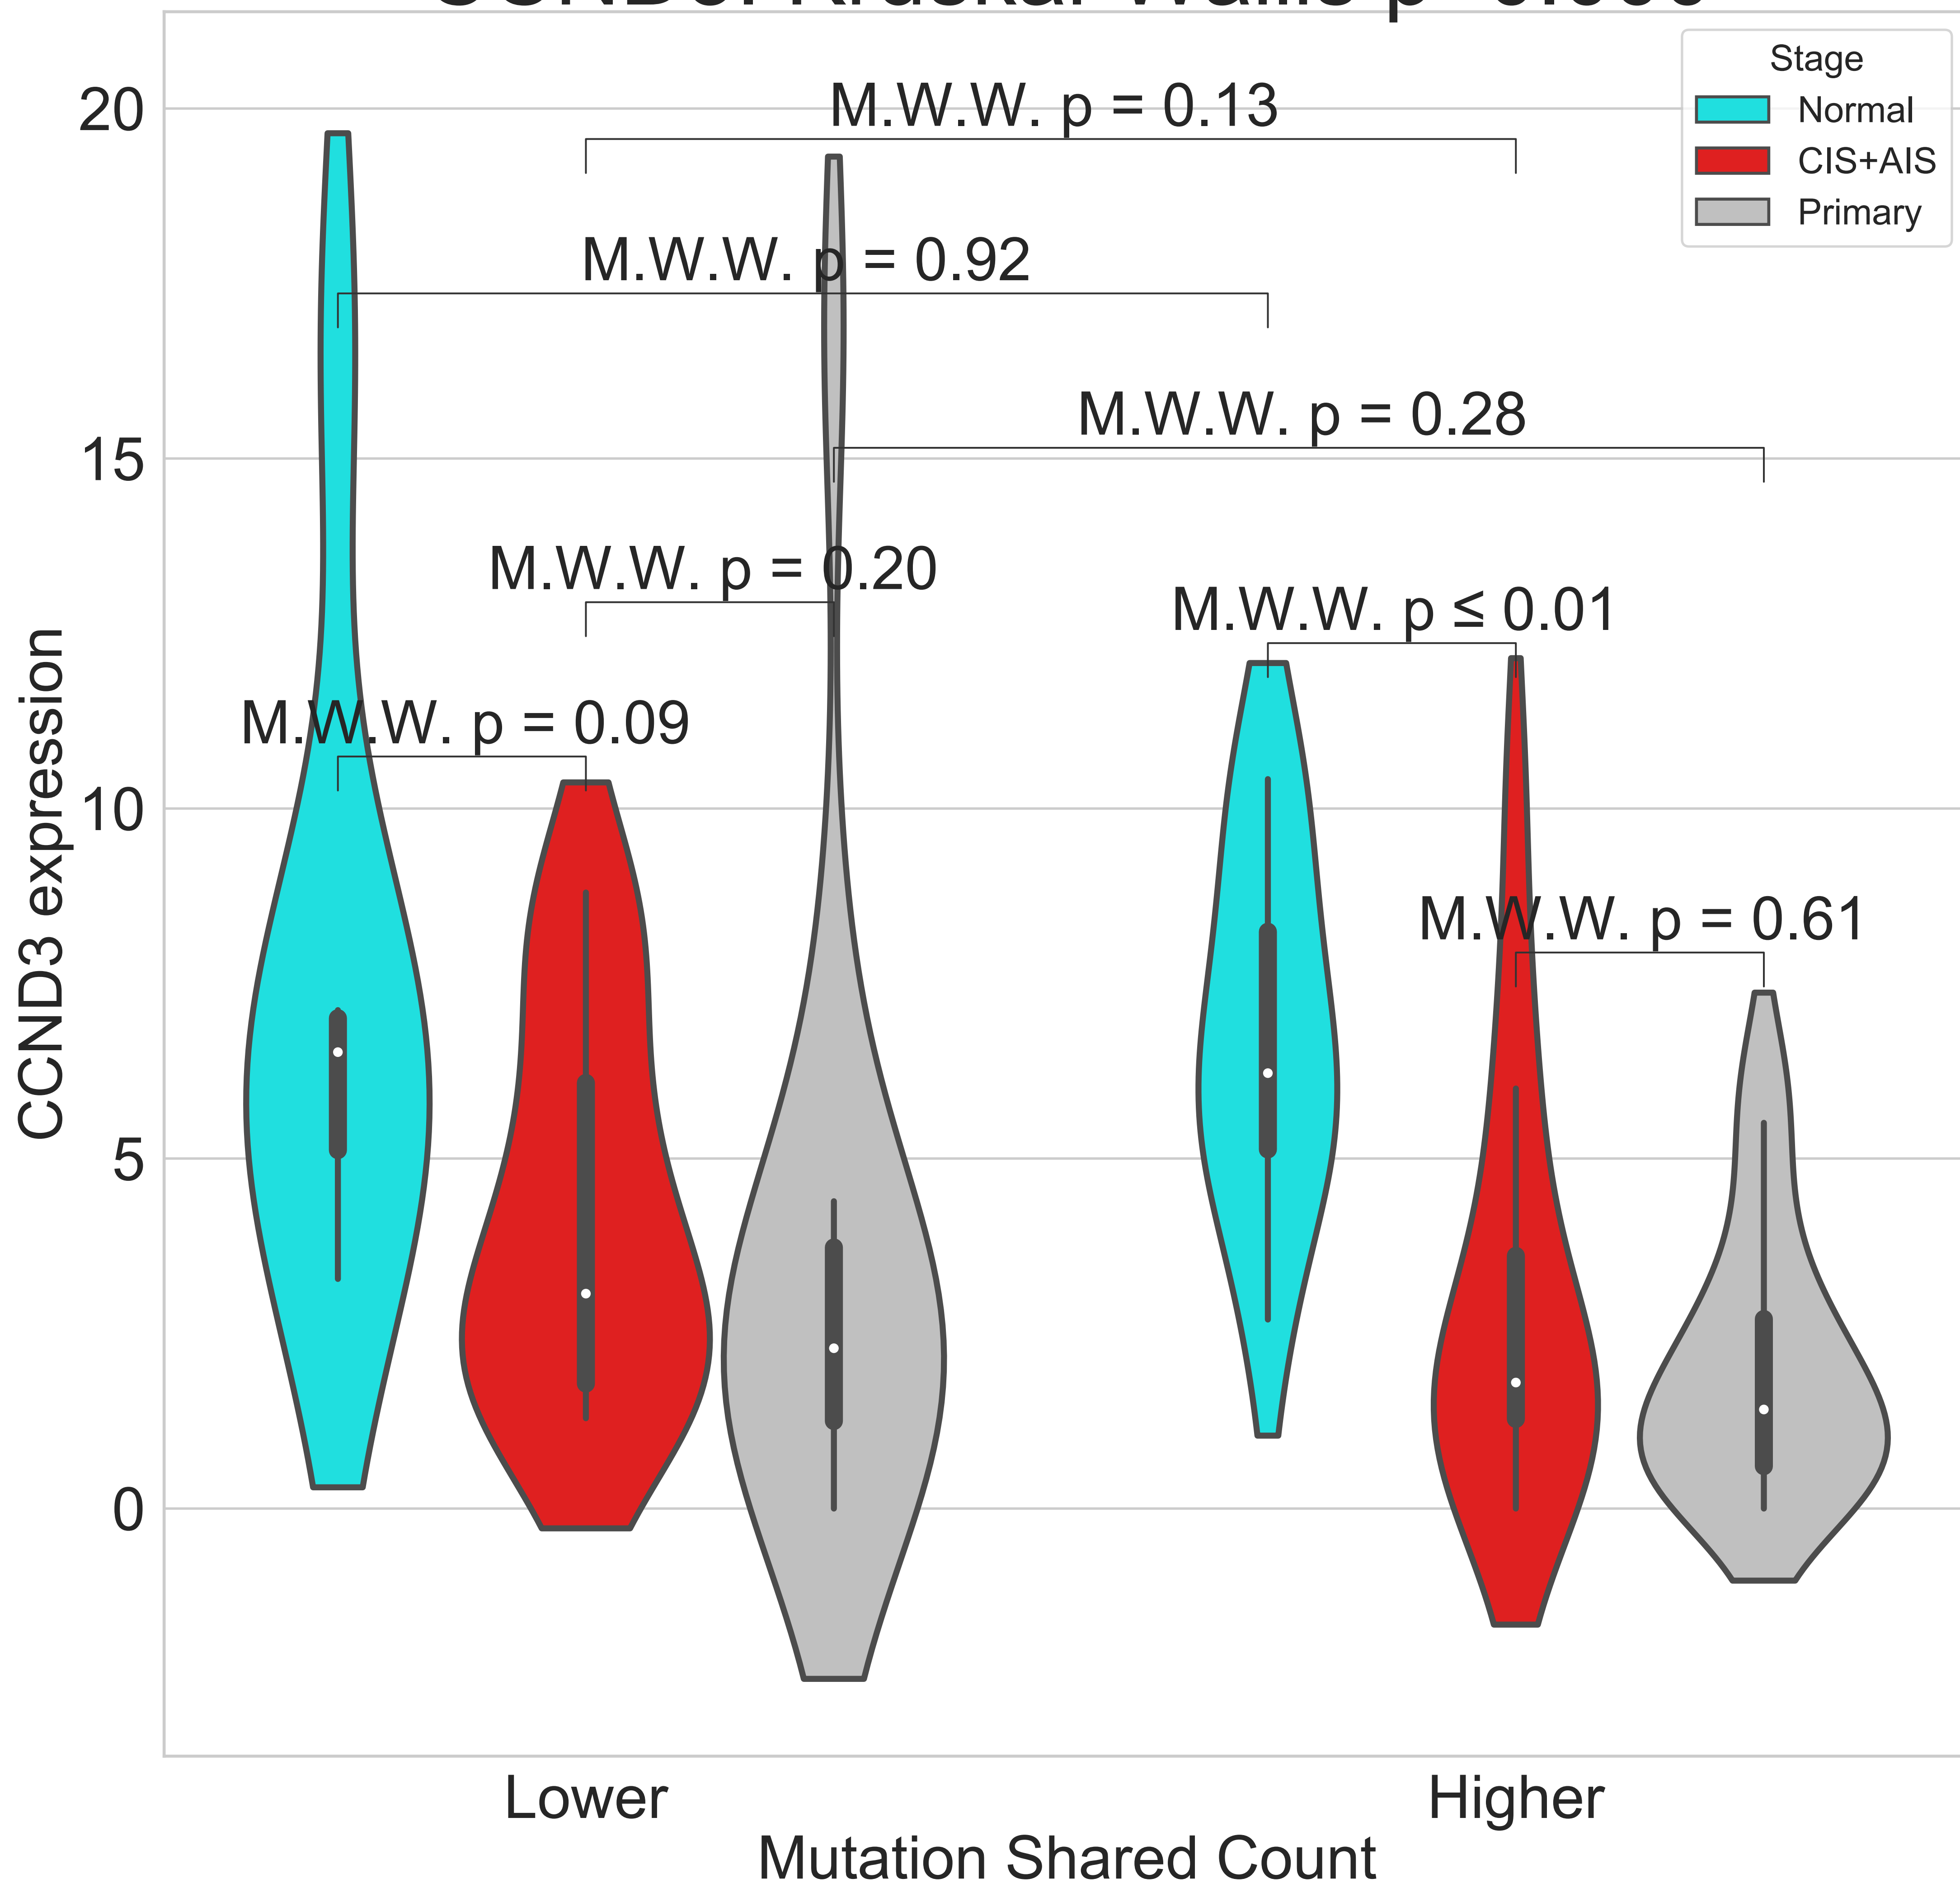 Stage
Normal
CIS+AIS
Primary
M.W.W. p = 0.13
M.W.W. p = 0.92
M.W.W. p = 0.28
M.W.W. p = 0.20
M.W.W. p ≤ 0.01
M.W.W. p = 0.09
M.W.W. p = 0.61
20
15
10
5
0
CCND3 expression
Lower
Higher
Mutation Shared Count